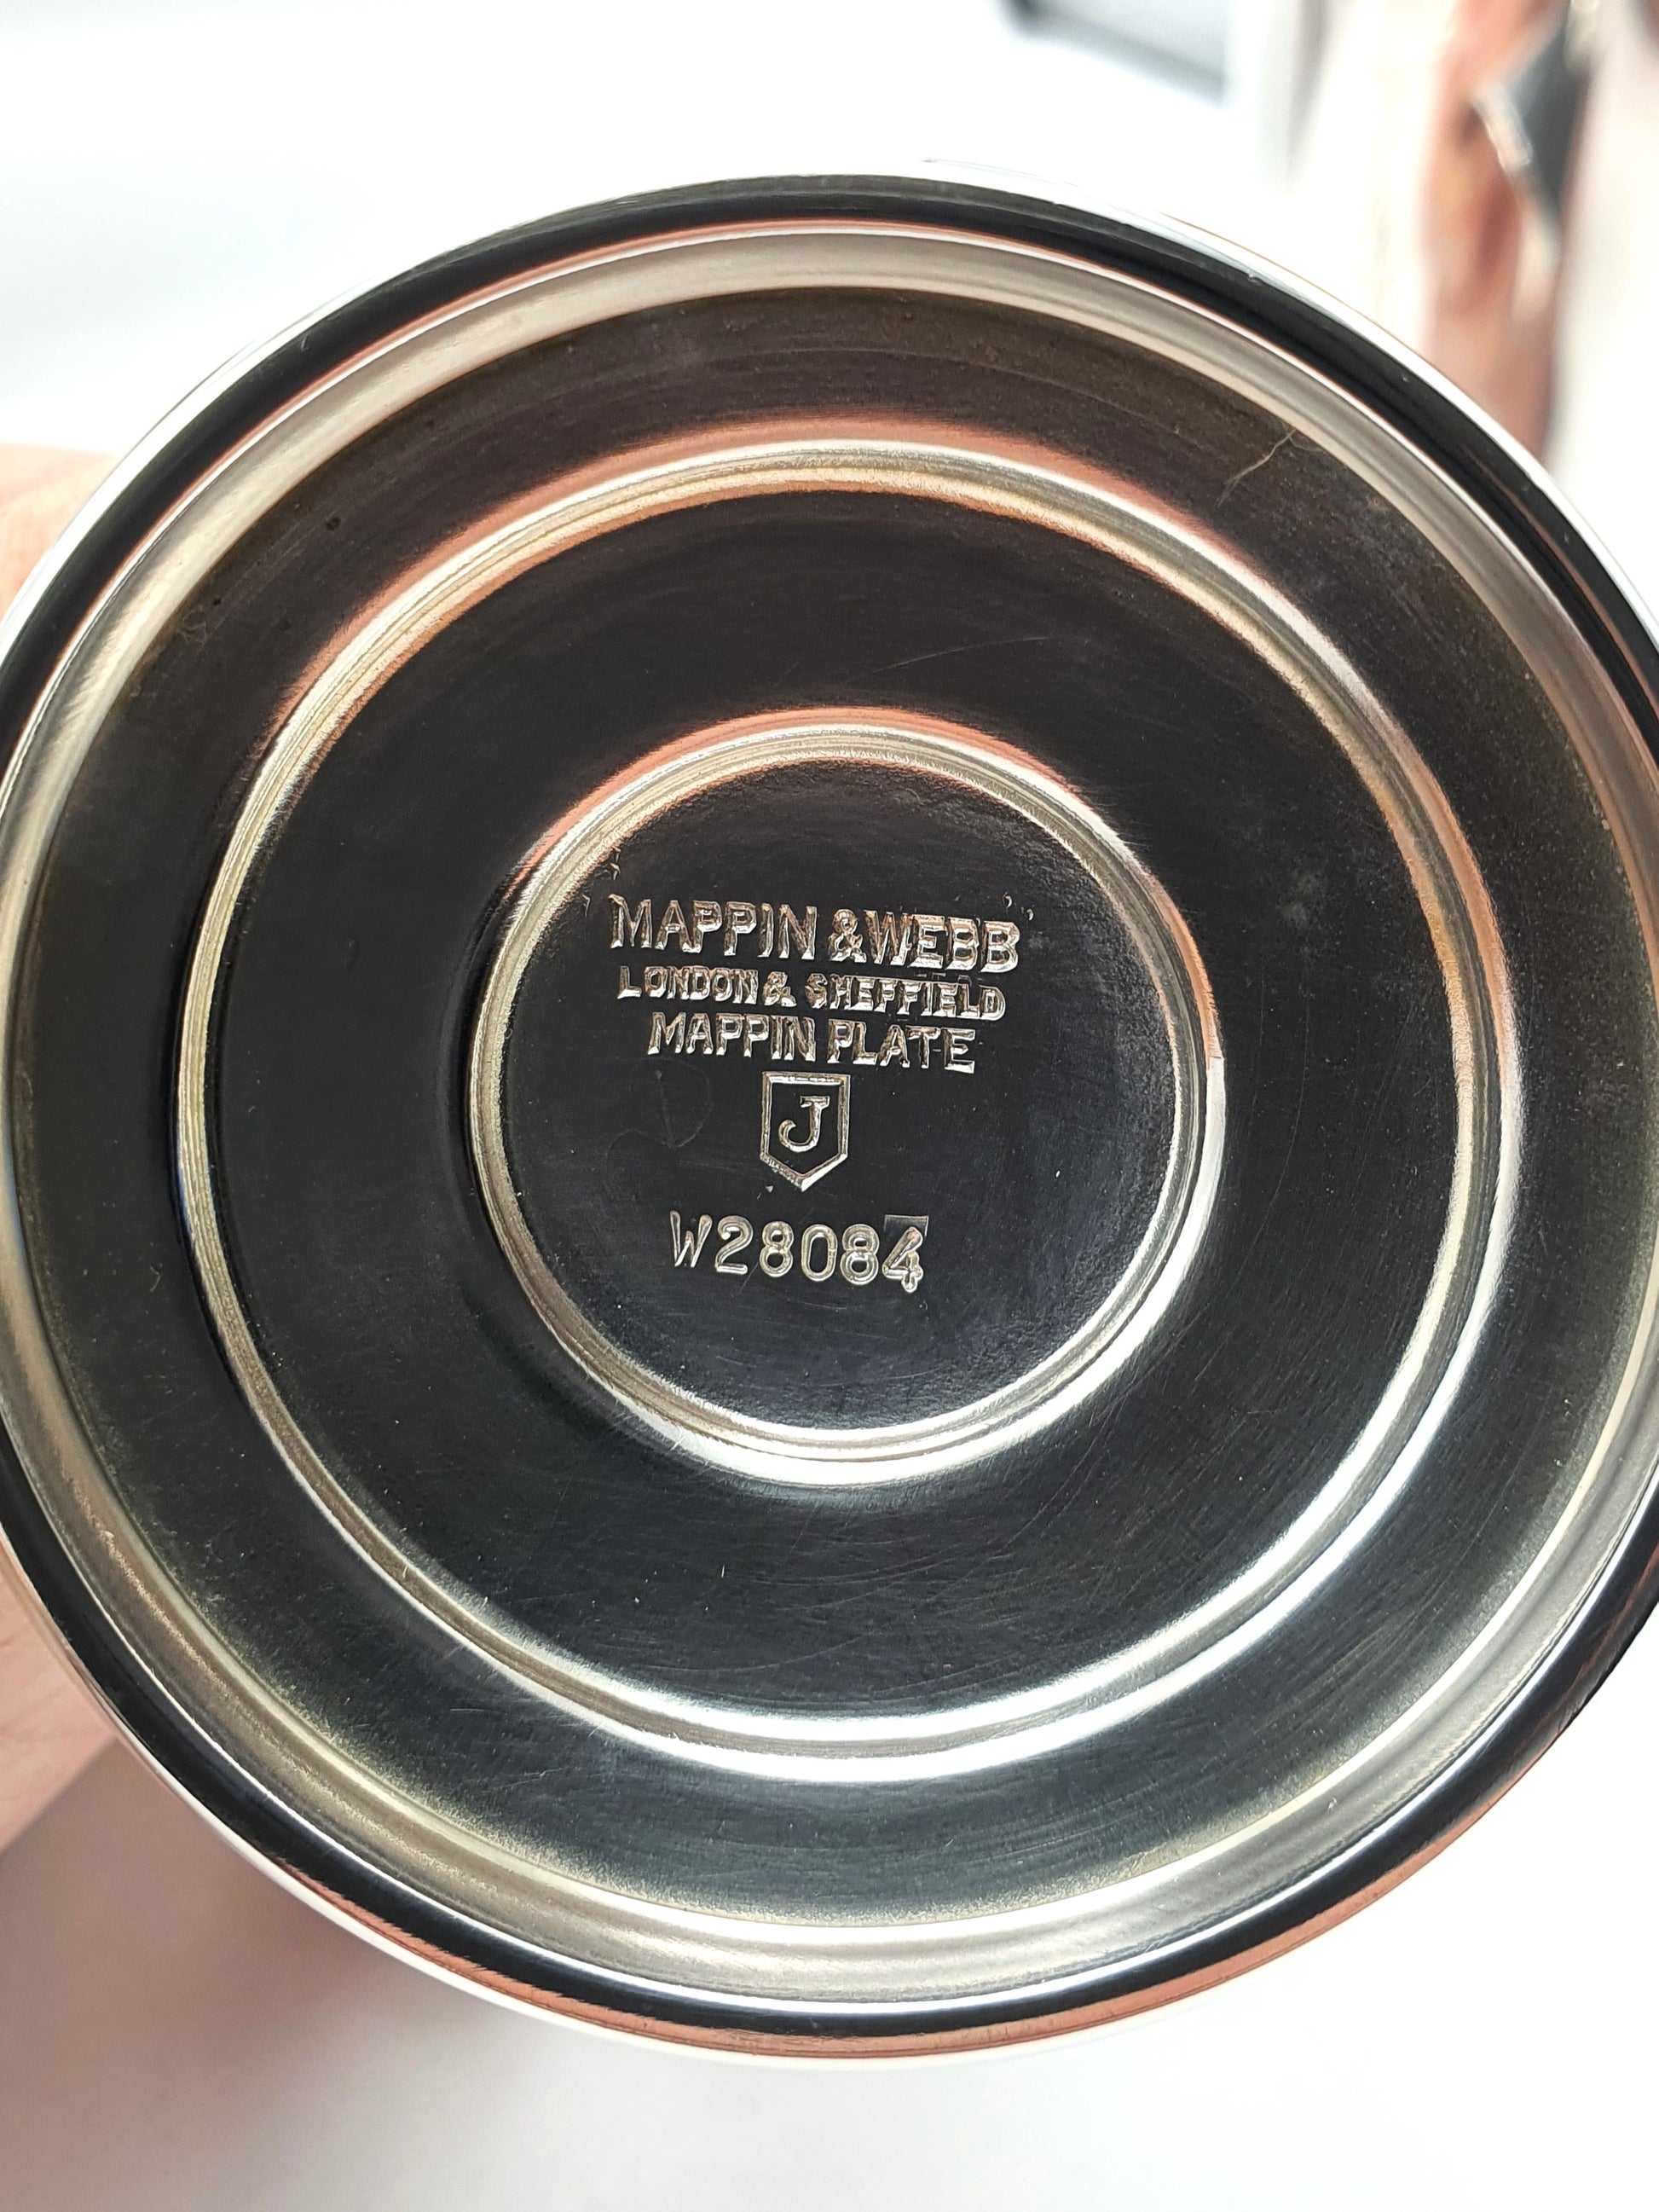 MAPPIN & WEBB
LONDON & SHEFFIELD
MAPPIN PLATE
J
W28084